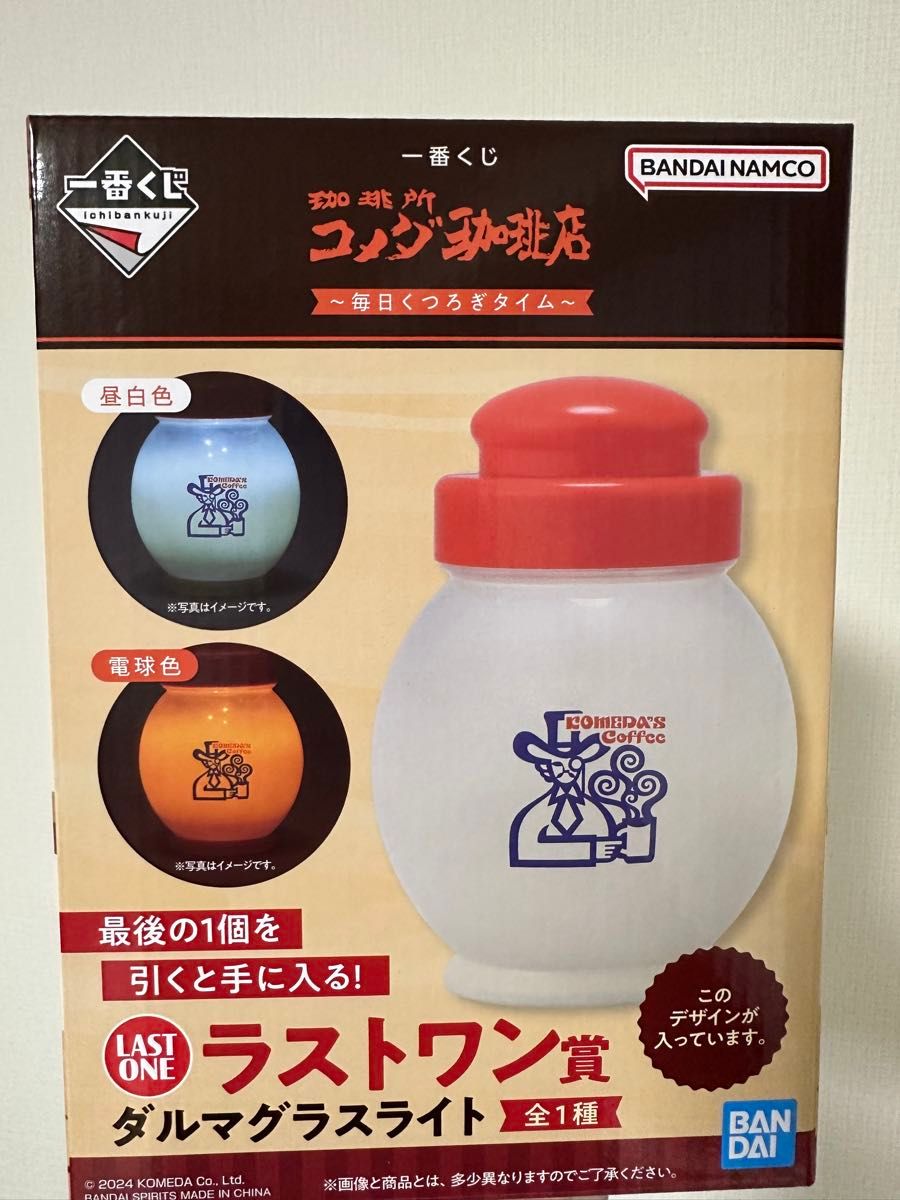 一番くじ
ichibankuji
一番くじ
BANDAI NAMCO
珈琲所
コメダ珈琲店
～毎日くつろぎタイム～
昼白色
KOMEDA'S
Coffee
※写真はイメージです。
電球色
KOMEDA'S
Coffee
※写真はイメージです。
KOMEDA'S
Coffee
最後の1個を
引くと手に入る!
この
デザインが
入っています。
LAST
ONE
ラストワン賞
ダルマグラスライト
全1種
BAN
DAI
© 2024 KOMEDA Co., Ltd.
BANDAI SPIRITS MADE IN CHINA
※画像と商品とは、多少異なりますのでご了承ください。